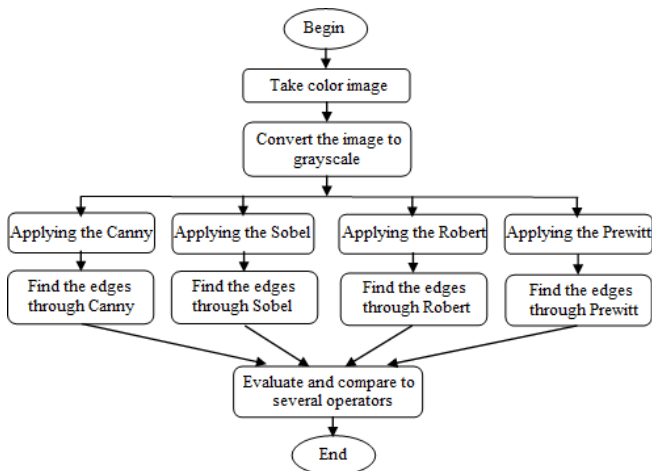 Begin
Take color image
Convert the image to
grayscale
Applying the Canny
Applying the Sobel
Applying the Robert
Applying the Prewitt
Find the edges
through Canny
Find the edges
through Sobel
Find the edges
through Robert
Find the edges
through Prewitt
Evaluate and compare to
several operators
End